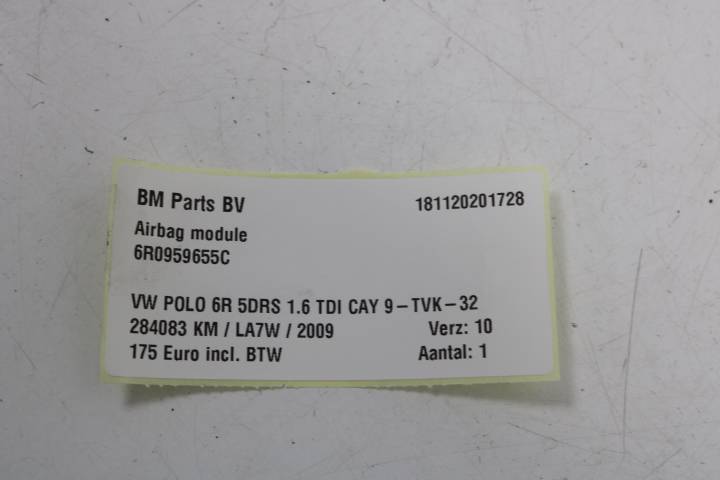 BM Parts BV 181120201728
Airbag module
6R0959655C
VW POLO 6R 5DRS 1.6 TDI CAY 9-TVK-32
284083 KM / LA7W / 2009 Verz: 10
175 Euro incl. BTW Aantal: 1